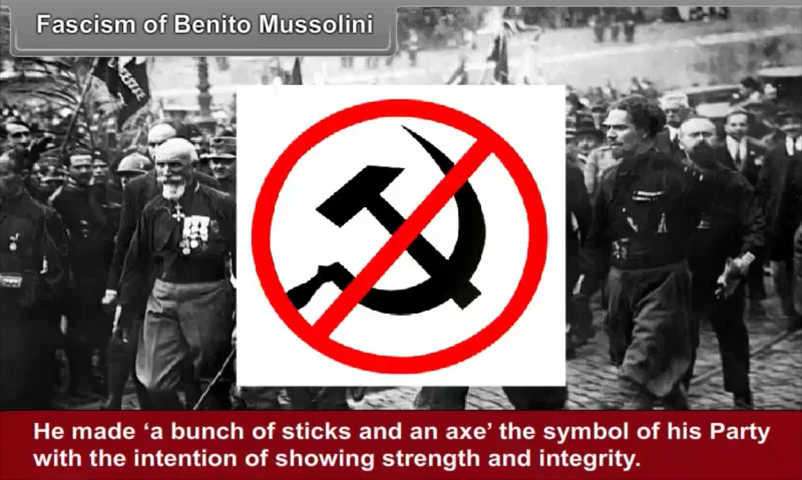 Fascism of Benito Mussolini
He made ‘a bunch of sticks and an axe’ the symbol of his Party
with the intention of showing strength and integrity.